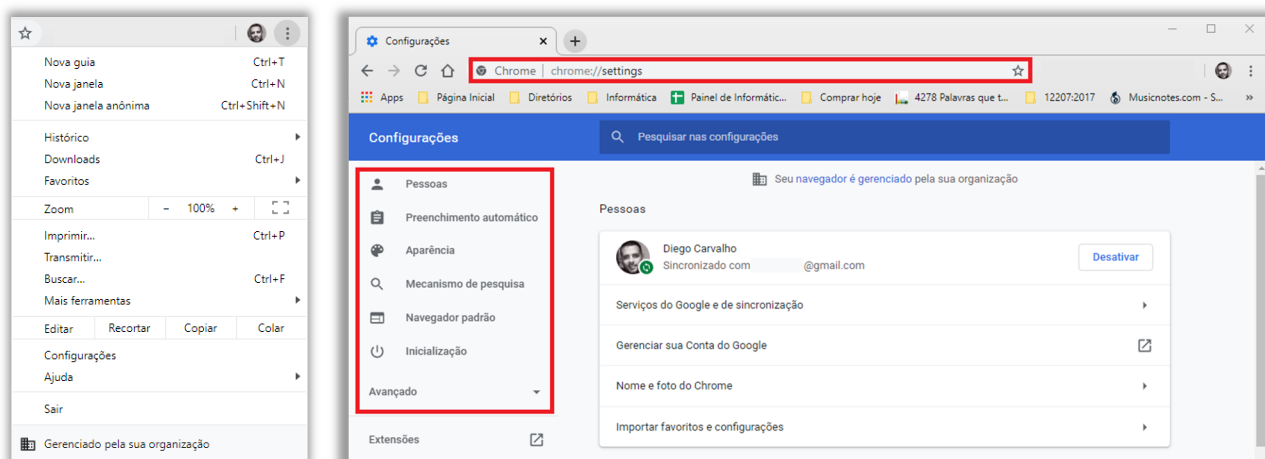 Nova guia Ctrl+T
Nova janela Ctrl+N
Nova janela anônima Ctrl+Shift+N
Histórico
Downloads Ctrl+J
Favoritos
Zoom - 100% +
Imprimir... Ctrl+P
Transmitir...
Buscar... Ctrl+F
Mais ferramentas
Editar Recortar Copiar Colar
Configurações
Ajuda
Sair
Gerenciado pela sua organização
Configurações
Chrome | chrome://settings
Apps Página Inicial Diretórios Informática Painel de Informátic... Comprar hoje 4278 Palavras que t... 12207:2017 Musicnotes.com - S... »
Configurações
Pesquisar nas configurações
Pessoas
Preenchimento automático
Aparência
Mecanismo de pesquisa
Navegador padrão
Inicialização
Avançado
Extensões
Seu navegador é gerenciado pela sua organização
Pessoas
Diego Carvalho
Sincronizado com @gmail.com
Desativar
Serviços do Google e de sincronização
Gerenciar sua Conta do Google
Nome e foto do Chrome
Importar favoritos e configurações